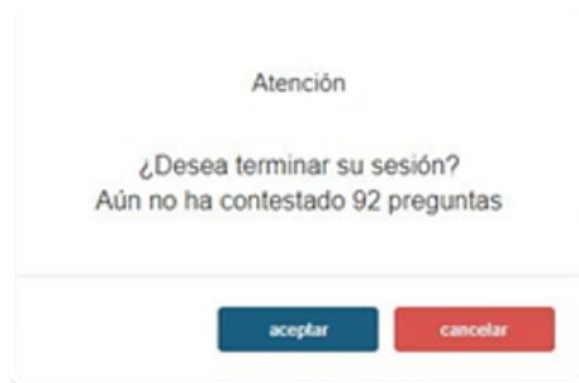 Atención
¿Desea terminar su sesión?
Aún no ha contestado 92 preguntas
aceptar
cancelar